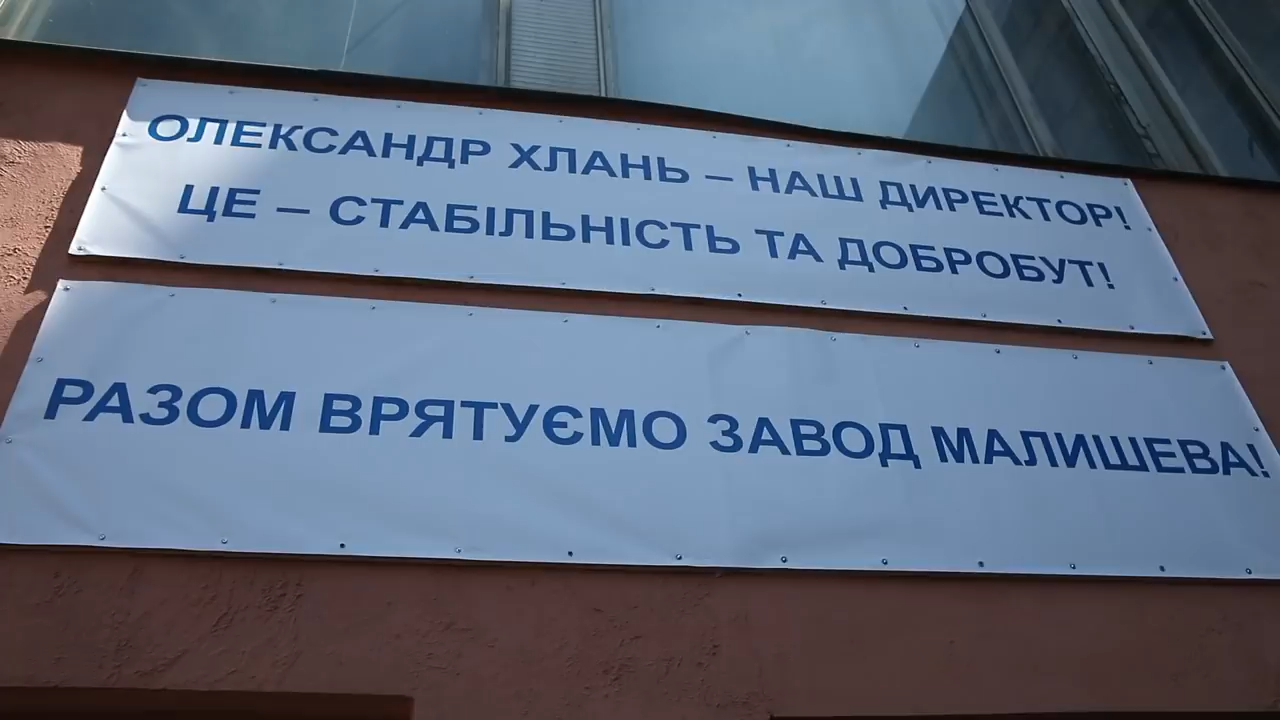 ОЛЕКСАНДР ХЛАНЬ – НАШ ДИРЕКТОР!
ЦЕ – СТАБІЛЬНІСТЬ ТА ДОБРОБУТ!
РАЗОМ ВРЯТУЄМО ЗАВОД МАЛИШЕВА!